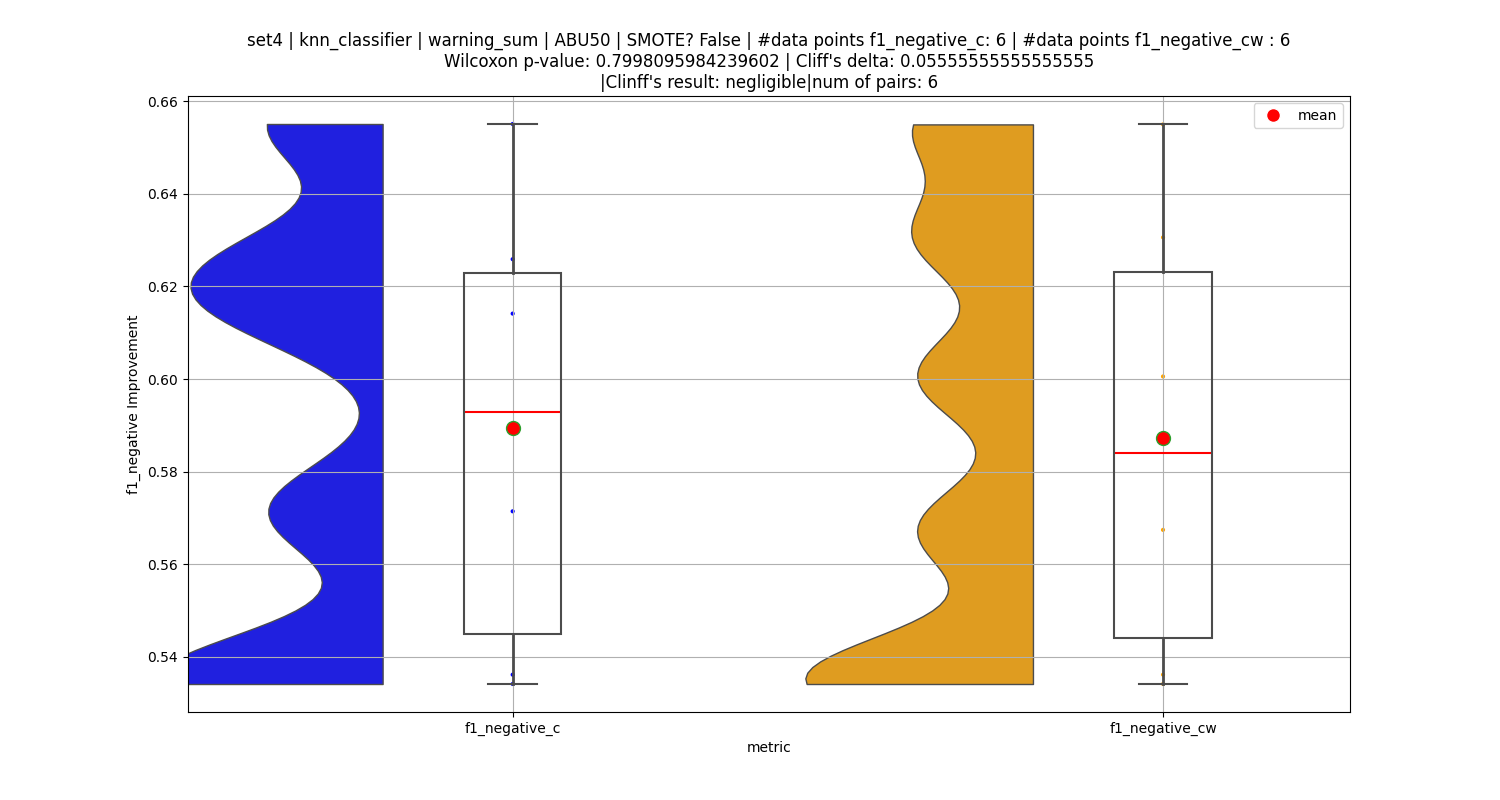 set4 | knn_classifier | warning_sum | ABU50 | SMOTE? False | #data points f1_negative_c: 6 | #data points f1_negative_cw : 6
Wilcoxon p-value: 0.7998095984239602 | Cliff's delta: 0.05555555555555555
|Clinff's result: negligible|num of pairs: 6
mean
f1_negative Improvement
0.66
0.64
0.62
0.60
0.58
0.56
0.54
f1_negative_c
f1_negative_cw
metric